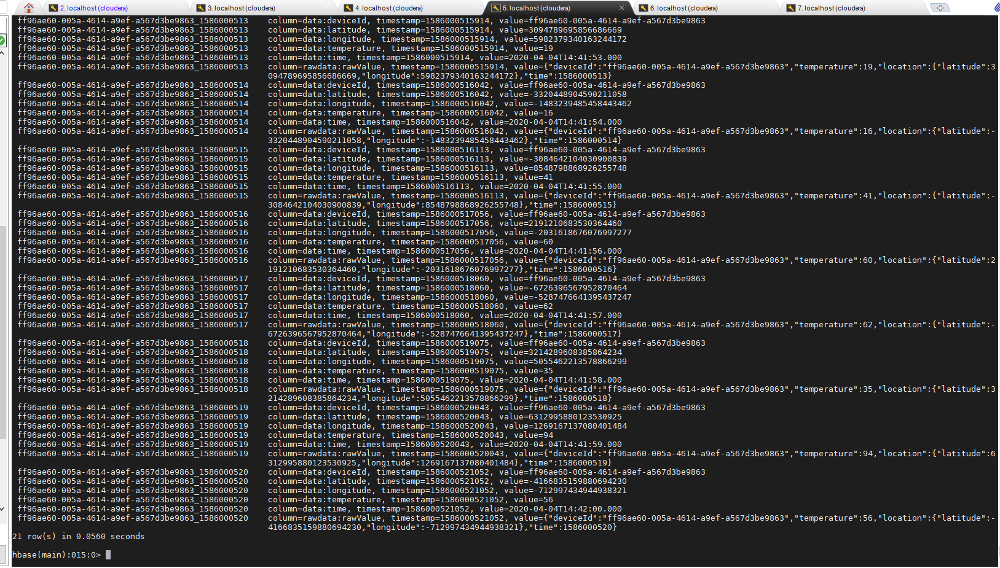 2. localhost (cloudera)
3. localhost (cloudera)
4. localhost (cloudera)
5. localhost (cloudera)
6. localhost (cloudera)
7. localhost (cloudera)
ff96ae60-005a-4614-a9ef-a567d3be9863_1586000513 column=data:deviceId, timestamp=1586000515914, value=ff96ae60-005a-4614-a9ef-a567d3be9863
ff96ae60-005a-4614-a9ef-a567d3be9863_1586000513 column=data:latitude, timestamp=1586000515914, value=3094789695856686669
ff96ae60-005a-4614-a9ef-a567d3be9863_1586000513 column=data:longitude, timestamp=1586000515914, value=5982379340163244172
ff96ae60-005a-4614-a9ef-a567d3be9863_1586000513 column=data:temperature, timestamp=1586000515914, value=19
ff96ae60-005a-4614-a9ef-a567d3be9863_1586000513 column=data:time, timestamp=1586000515914, value=2020-04-04T14:41:53.000
ff96ae60-005a-4614-a9ef-a567d3be9863_1586000513 column=rawdata:rawValue, timestamp=1586000515914, value={"deviceId":"ff96ae60-005a-4614-a9ef-a567d3be9863","temperature":19,"location":{"latitude":3
094789695856686669,"longitude":5982379340163244172},"time":1586000513}
ff96ae60-005a-4614-a9ef-a567d3be9863_1586000514 column=data:deviceId, timestamp=1586000516042, value=ff96ae60-005a-4614-a9ef-a567d3be9863
ff96ae60-005a-4614-a9ef-a567d3be9863_1586000514 column=data:latitude, timestamp=1586000516042, value=-3320448904590211058
ff96ae60-005a-4614-a9ef-a567d3be9863_1586000514 column=data:longitude, timestamp=1586000516042, value=-1483239485458443462
ff96ae60-005a-4614-a9ef-a567d3be9863_1586000514 column=data:temperature, timestamp=1586000516042, value=16
ff96ae60-005a-4614-a9ef-a567d3be9863_1586000514 column=data:time, timestamp=1586000516042, value=2020-04-04T14:41:54.000
ff96ae60-005a-4614-a9ef-a567d3be9863_1586000514 column=rawdata:rawValue, timestamp=1586000516042, value={"deviceId":"ff96ae60-005a-4614-a9ef-a567d3be9863","temperature":16,"location":{"latitude":-
3320448904590211058,"longitude":-1483239485458443462},"time":1586000514}
ff96ae60-005a-4614-a9ef-a567d3be9863_1586000515 column=data:deviceId, timestamp=1586000516113, value=ff96ae60-005a-4614-a9ef-a567d3be9863
ff96ae60-005a-4614-a9ef-a567d3be9863_1586000515 column=data:latitude, timestamp=1586000516113, value=-3084642104030900839
ff96ae60-005a-4614-a9ef-a567d3be9863_1586000515 column=data:longitude, timestamp=1586000516113, value=8548798868926255748
ff96ae60-005a-4614-a9ef-a567d3be9863_1586000515 column=data:temperature, timestamp=1586000516113, value=41
ff96ae60-005a-4614-a9ef-a567d3be9863_1586000515 column=data:time, timestamp=1586000516113, value=2020-04-04T14:41:55.000
ff96ae60-005a-4614-a9ef-a567d3be9863_1586000515 column=rawdata:rawValue, timestamp=1586000516113, value={"deviceId":"ff96ae60-005a-4614-a9ef-a567d3be9863","temperature":41,"location":{"latitude":-
3084642104030900839,"longitude":8548798868926255748},"time":1586000515}
ff96ae60-005a-4614-a9ef-a567d3be9863_1586000516 column=data:deviceId, timestamp=1586000517056, value=ff96ae60-005a-4614-a9ef-a567d3be9863
ff96ae60-005a-4614-a9ef-a567d3be9863_1586000516 column=data:latitude, timestamp=1586000517056, value=2191210683530364460
ff96ae60-005a-4614-a9ef-a567d3be9863_1586000516 column=data:longitude, timestamp=1586000517056, value=-2031618676076997277
ff96ae60-005a-4614-a9ef-a567d3be9863_1586000516 column=data:temperature, timestamp=1586000517056, value=60
ff96ae60-005a-4614-a9ef-a567d3be9863_1586000516 column=data:time, timestamp=1586000517056, value=2020-04-04T14:41:56.000
ff96ae60-005a-4614-a9ef-a567d3be9863_1586000516 column=rawdata:rawValue, timestamp=1586000517056, value={"deviceId":"ff96ae60-005a-4614-a9ef-a567d3be9863","temperature":60,"location":{"latitude":2
191210683530364460,"longitude":-2031618676076997277},"time":1586000516}
ff96ae60-005a-4614-a9ef-a567d3be9863_1586000517 column=data:deviceId, timestamp=1586000518060, value=ff96ae60-005a-4614-a9ef-a567d3be9863
ff96ae60-005a-4614-a9ef-a567d3be9863_1586000517 column=data:latitude, timestamp=1586000518060, value=-6726396567952870464
ff96ae60-005a-4614-a9ef-a567d3be9863_1586000517 column=data:longitude, timestamp=1586000518060, value=-5287476641395437247
ff96ae60-005a-4614-a9ef-a567d3be9863_1586000517 column=data:temperature, timestamp=1586000518060, value=62
ff96ae60-005a-4614-a9ef-a567d3be9863_1586000517 column=data:time, timestamp=1586000518060, value=2020-04-04T14:41:57.000
ff96ae60-005a-4614-a9ef-a567d3be9863_1586000517 column=rawdata:rawValue, timestamp=1586000518060, value={"deviceId":"ff96ae60-005a-4614-a9ef-a567d3be9863","temperature":62,"location":{"latitude":-
6726396567952870464,"longitude":-5287476641395437247},"time":1586000517}
ff96ae60-005a-4614-a9ef-a567d3be9863_1586000518 column=data:deviceId, timestamp=1586000519075, value=ff96ae60-005a-4614-a9ef-a567d3be9863
ff96ae60-005a-4614-a9ef-a567d3be9863_1586000518 column=data:latitude, timestamp=1586000519075, value=3214289608385864234
ff96ae60-005a-4614-a9ef-a567d3be9863_1586000518 column=data:longitude, timestamp=1586000519075, value=5055462213578866299
ff96ae60-005a-4614-a9ef-a567d3be9863_1586000518 column=data:temperature, timestamp=1586000519075, value=35
ff96ae60-005a-4614-a9ef-a567d3be9863_1586000518 column=data:time, timestamp=1586000519075, value=2020-04-04T14:41:58.000
ff96ae60-005a-4614-a9ef-a567d3be9863_1586000518 column=rawdata:rawValue, timestamp=1586000519075, value={"deviceId":"ff96ae60-005a-4614-a9ef-a567d3be9863","temperature":35,"location":{"latitude":3
214289608385864234,"longitude":5055462213578866299},"time":1586000518}
ff96ae60-005a-4614-a9ef-a567d3be9863_1586000519 column=data:deviceId, timestamp=1586000520043, value=ff96ae60-005a-4614-a9ef-a567d3be9863
ff96ae60-005a-4614-a9ef-a567d3be9863_1586000519 column=data:latitude, timestamp=1586000520043, value=6312995880123530925
ff96ae60-005a-4614-a9ef-a567d3be9863_1586000519 column=data:longitude, timestamp=1586000520043, value=1269167137080401484
ff96ae60-005a-4614-a9ef-a567d3be9863_1586000519 column=data:temperature, timestamp=1586000520043, value=94
ff96ae60-005a-4614-a9ef-a567d3be9863_1586000519 column=data:time, timestamp=1586000520043, value=2020-04-04T14:41:59.000
ff96ae60-005a-4614-a9ef-a567d3be9863_1586000519 column=rawdata:rawValue, timestamp=1586000520043, value={"deviceId":"ff96ae60-005a-4614-a9ef-a567d3be9863","temperature":94,"location":{"latitude":6
312995880123530925,"longitude":1269167137080401484},"time":1586000519}
ff96ae60-005a-4614-a9ef-a567d3be9863_1586000520 column=data:deviceId, timestamp=1586000521052, value=ff96ae60-005a-4614-a9ef-a567d3be9863
ff96ae60-005a-4614-a9ef-a567d3be9863_1586000520 column=data:latitude, timestamp=1586000521052, value=-4166835159880694230
ff96ae60-005a-4614-a9ef-a567d3be9863_1586000520 column=data:longitude, timestamp=1586000521052, value=-712997434944938321
ff96ae60-005a-4614-a9ef-a567d3be9863_1586000520 column=data:temperature, timestamp=1586000521052, value=56
ff96ae60-005a-4614-a9ef-a567d3be9863_1586000520 column=data:time, timestamp=1586000521052, value=2020-04-04T14:42:00.000
ff96ae60-005a-4614-a9ef-a567d3be9863_1586000520 column=rawdata:rawValue, timestamp=1586000521052, value={"deviceId":"ff96ae60-005a-4614-a9ef-a567d3be9863","temperature":56,"location":{"latitude":-
4166835159880694230,"longitude":-712997434944938321},"time":1586000520}
21 row(s) in 0.0560 seconds
hbase(main):015:0>